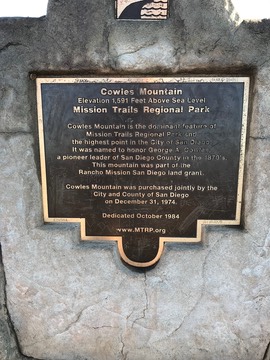 Cowles Mountain
Elevation 1,591 Feet Above Sea Level
Mission Trails Regional Park
Cowles Mountain is the dominant feature of
Mission Trails Regional Park and
the highest point in the City of San Diego.
It was named to honor George A. Cowles,
a pioneer leader of San Diego County in the 1870's.
This mountain was part of the
Rancho Mission San Diego land grant.
Cowles Mountain was purchased jointly by the
City and County of San Diego
on December 31, 1974.
Dedicated October 1984
www.MTRP.org